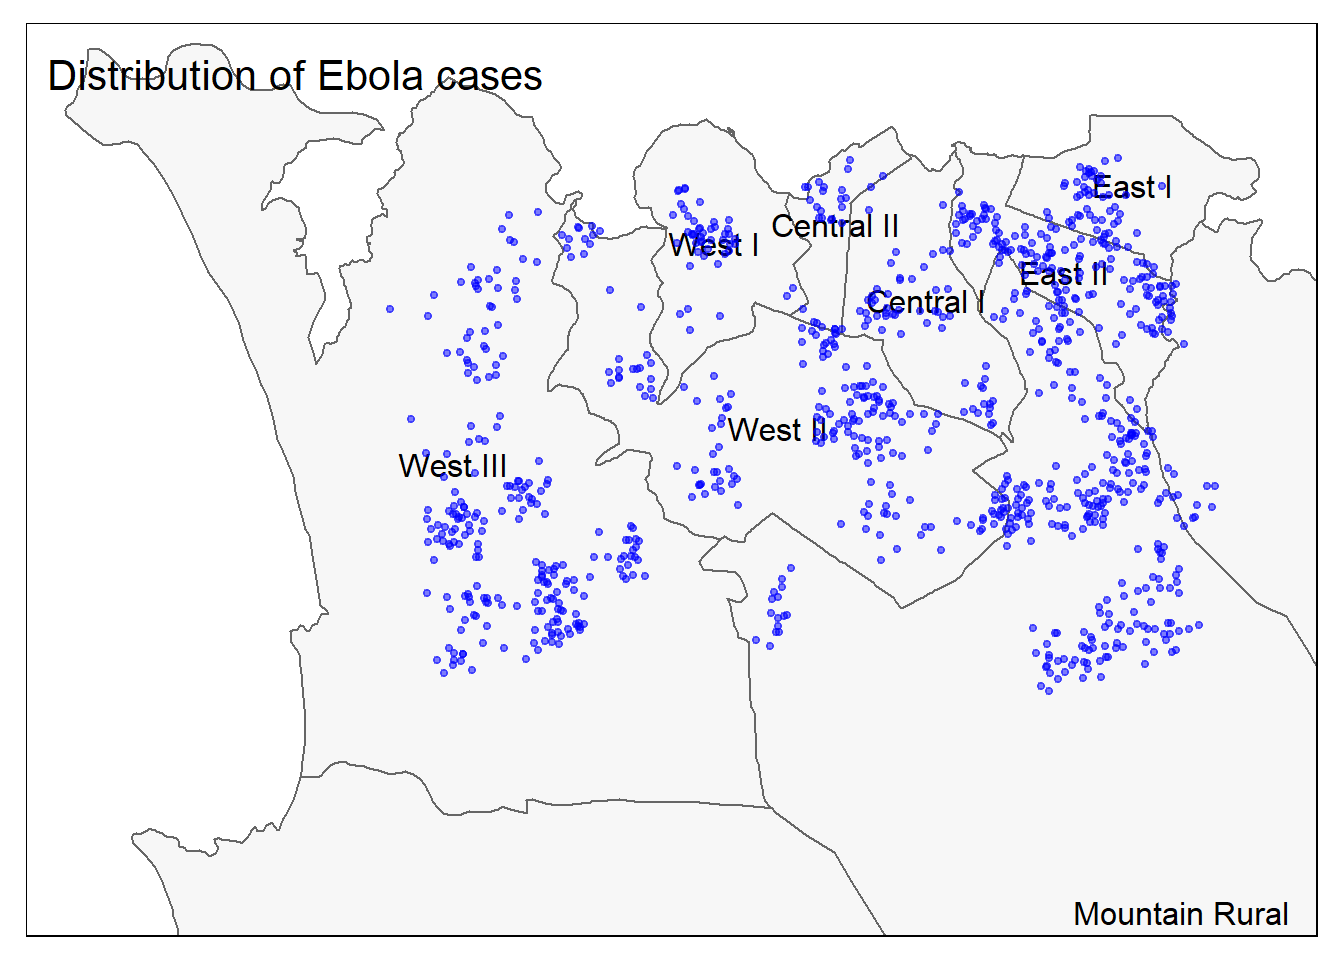 Distribution of Ebola cases
East I
Central II
West I
East II
Central I
West II
West III
Mountain Rural